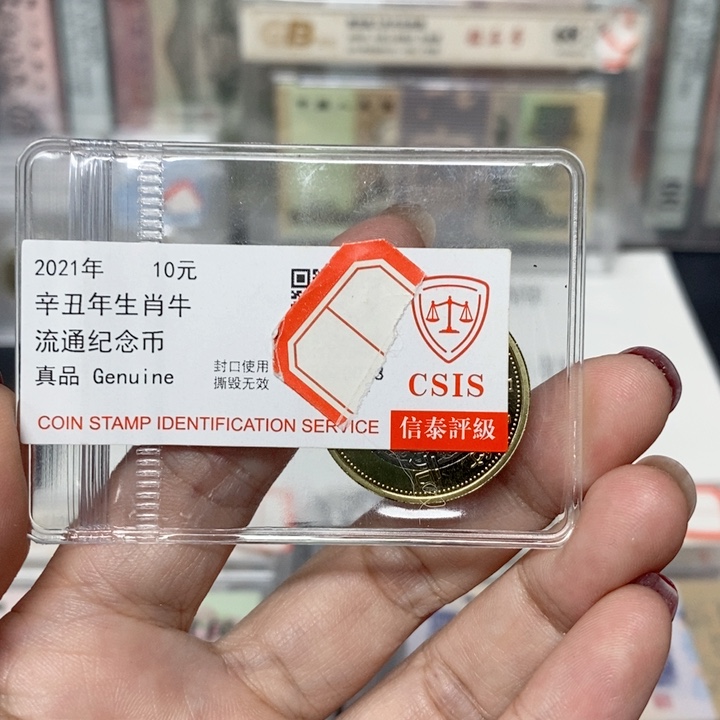 2021年 10元
辛丑年生肖牛
流通纪念币
真品 Genuine
封口使用
撕毁无效
CSIS
COIN STAMP IDENTIFICATION SERVICE
信泰評級